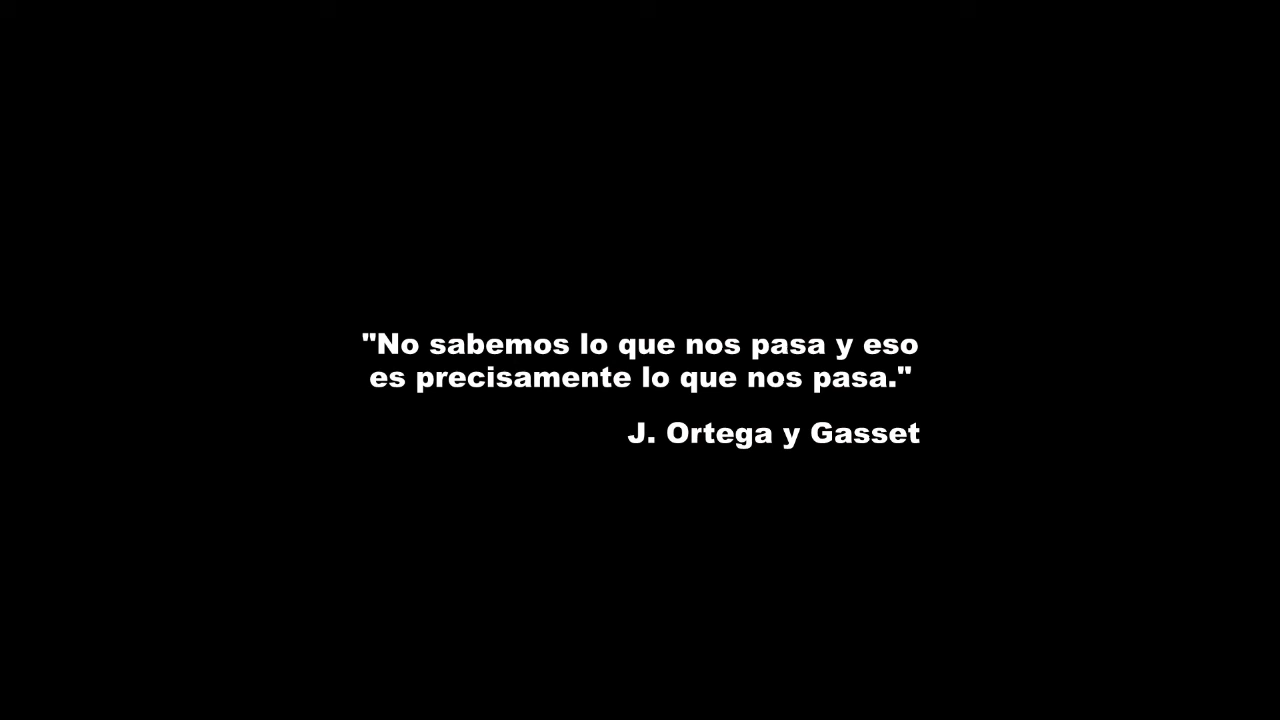 "No sabemos lo que nos pasa y eso
es precisamente lo que nos pasa."
J. Ortega y Gasset